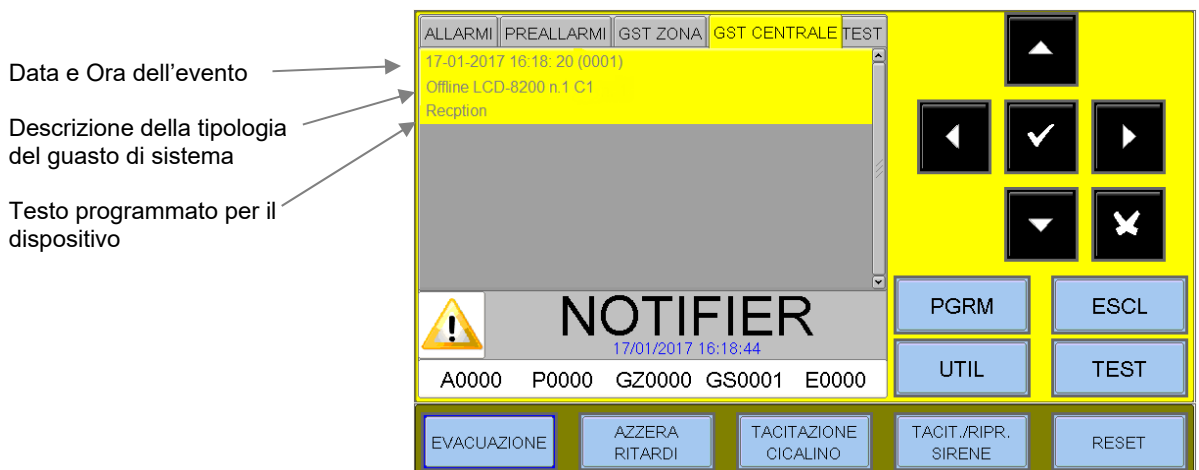 Data e Ora dell'evento
Descrizione della tipologia
del guasto di sistema
Testo programmato per il
dispositivo
ALLARMI PREALLARMI GST ZONA GST CENTRALE TEST
17-01-2017 16:18: 20 (0001)
Offline LCD-8200 n.1 C1
Recption
NOTIFIER
17/01/2017 16:18:44
A0000 P0000 GZ0000 GS0001 E0000
PGRM ESCL
UTIL TEST
EVACUAZIONE
AZZERA
RITARDI
TACITAZIONE
CICALINO
TACIT./RIPR.
SIRENE
RESET